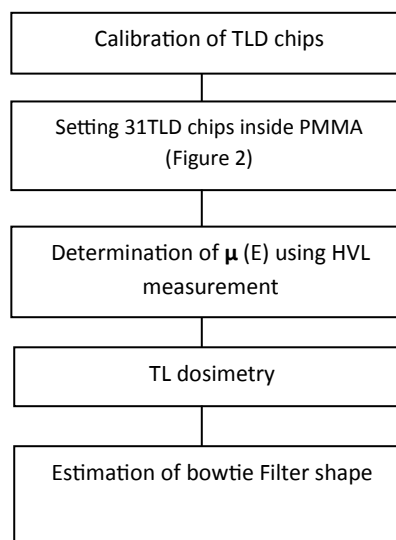 Calibration of TLD chips
Setting 31TLD chips inside PMMA
(Figure 2)
Determination of μ (E) using HVL
measurement
TL dosimetry
Estimation of bowtie Filter shape